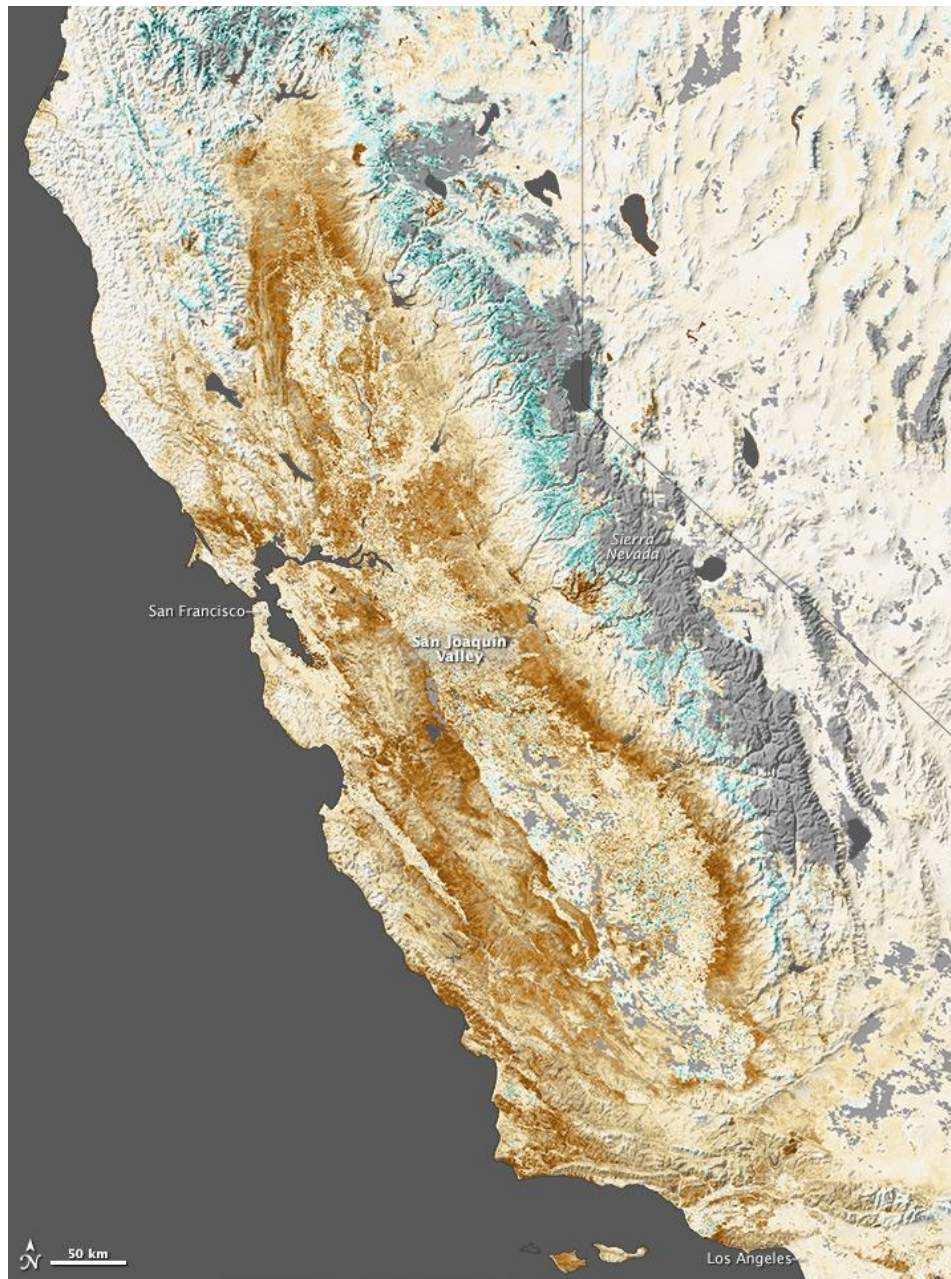 Sierra
Nevada
San Francisco
San Joaquin
Valley
N
50 km
Los Angeles